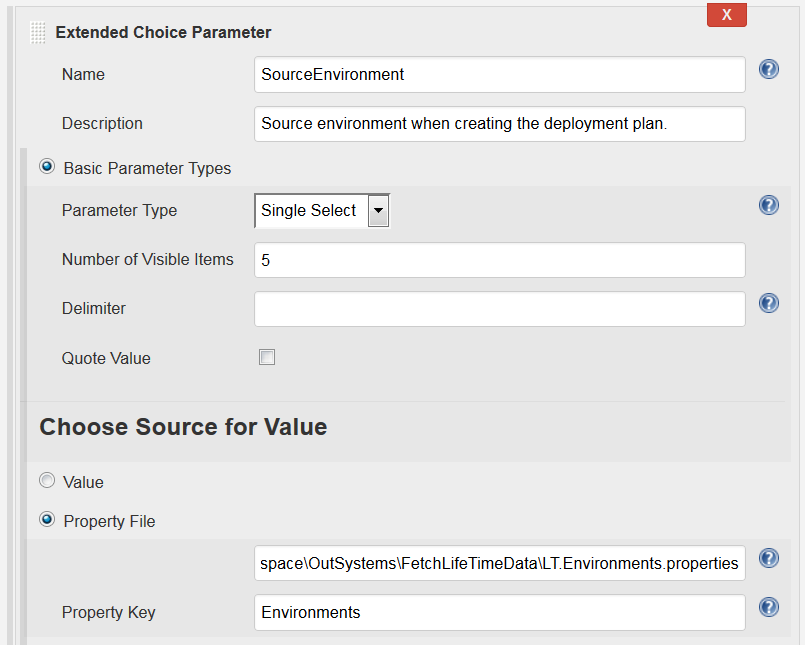 X
Extended Choice Parameter
Name SourceEnvironment
Description Source environment when creating the deployment plan.
Basic Parameter Types
Parameter Type Single Select
Number of Visible Items 5
Delimiter
Quote Value
Choose Source for Value
Value
Property File
space\OutSystems\FetchLifeTimeData\LT.Environments.properties
Property Key Environments